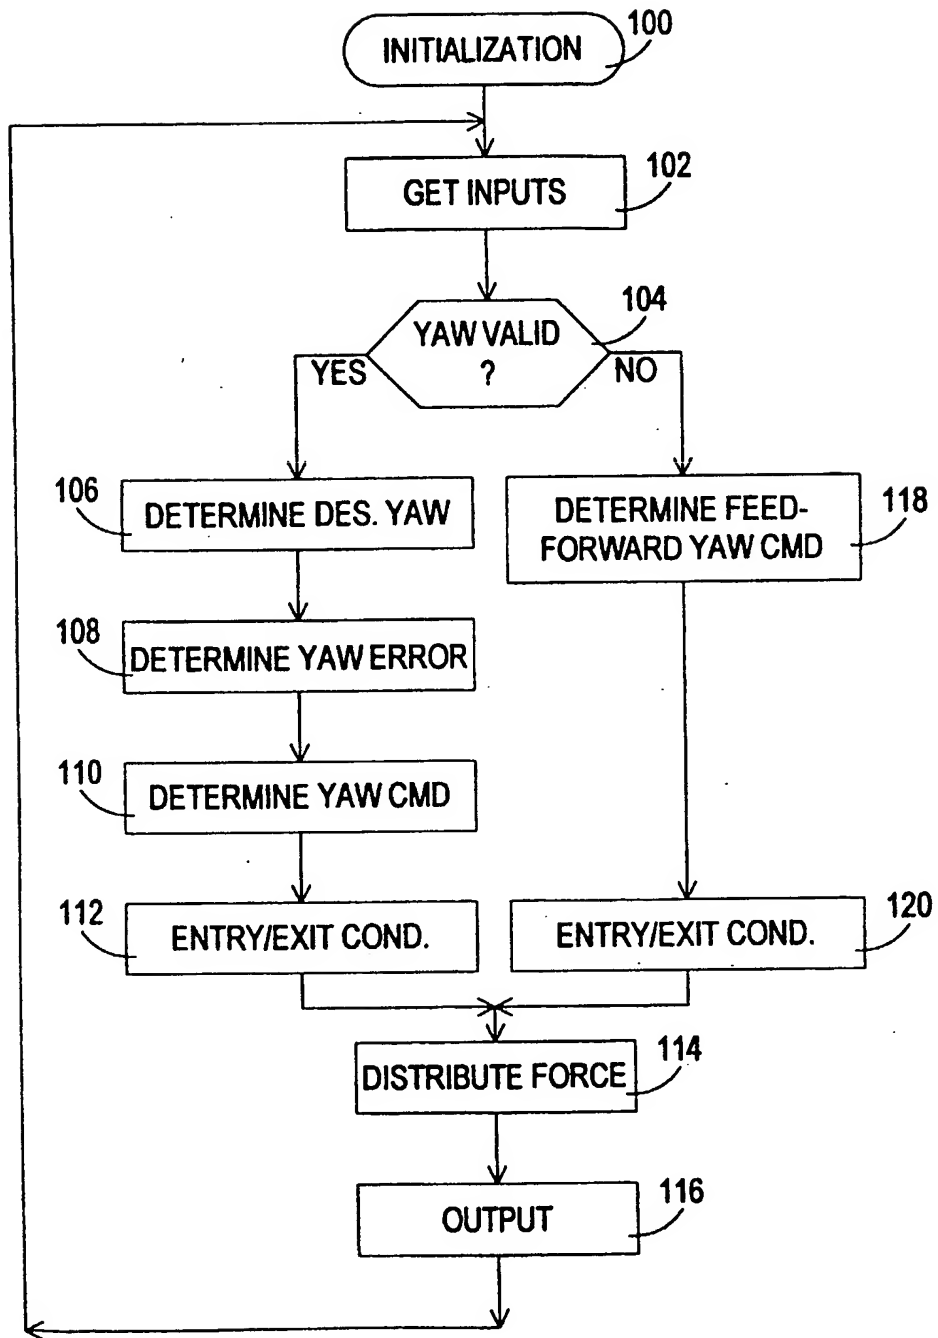 100
INITIALIZATION
102
GET INPUTS
104
YAW VALID
?
YES
NO
106
DETERMINE DES. YAW
118
DETERMINE FEED-
FORWARD YAW CMD
108
DETERMINE YAW ERROR
110
DETERMINE YAW CMD
112
ENTRY/EXIT COND.
120
ENTRY/EXIT COND.
114
DISTRIBUTE FORCE
116
OUTPUT